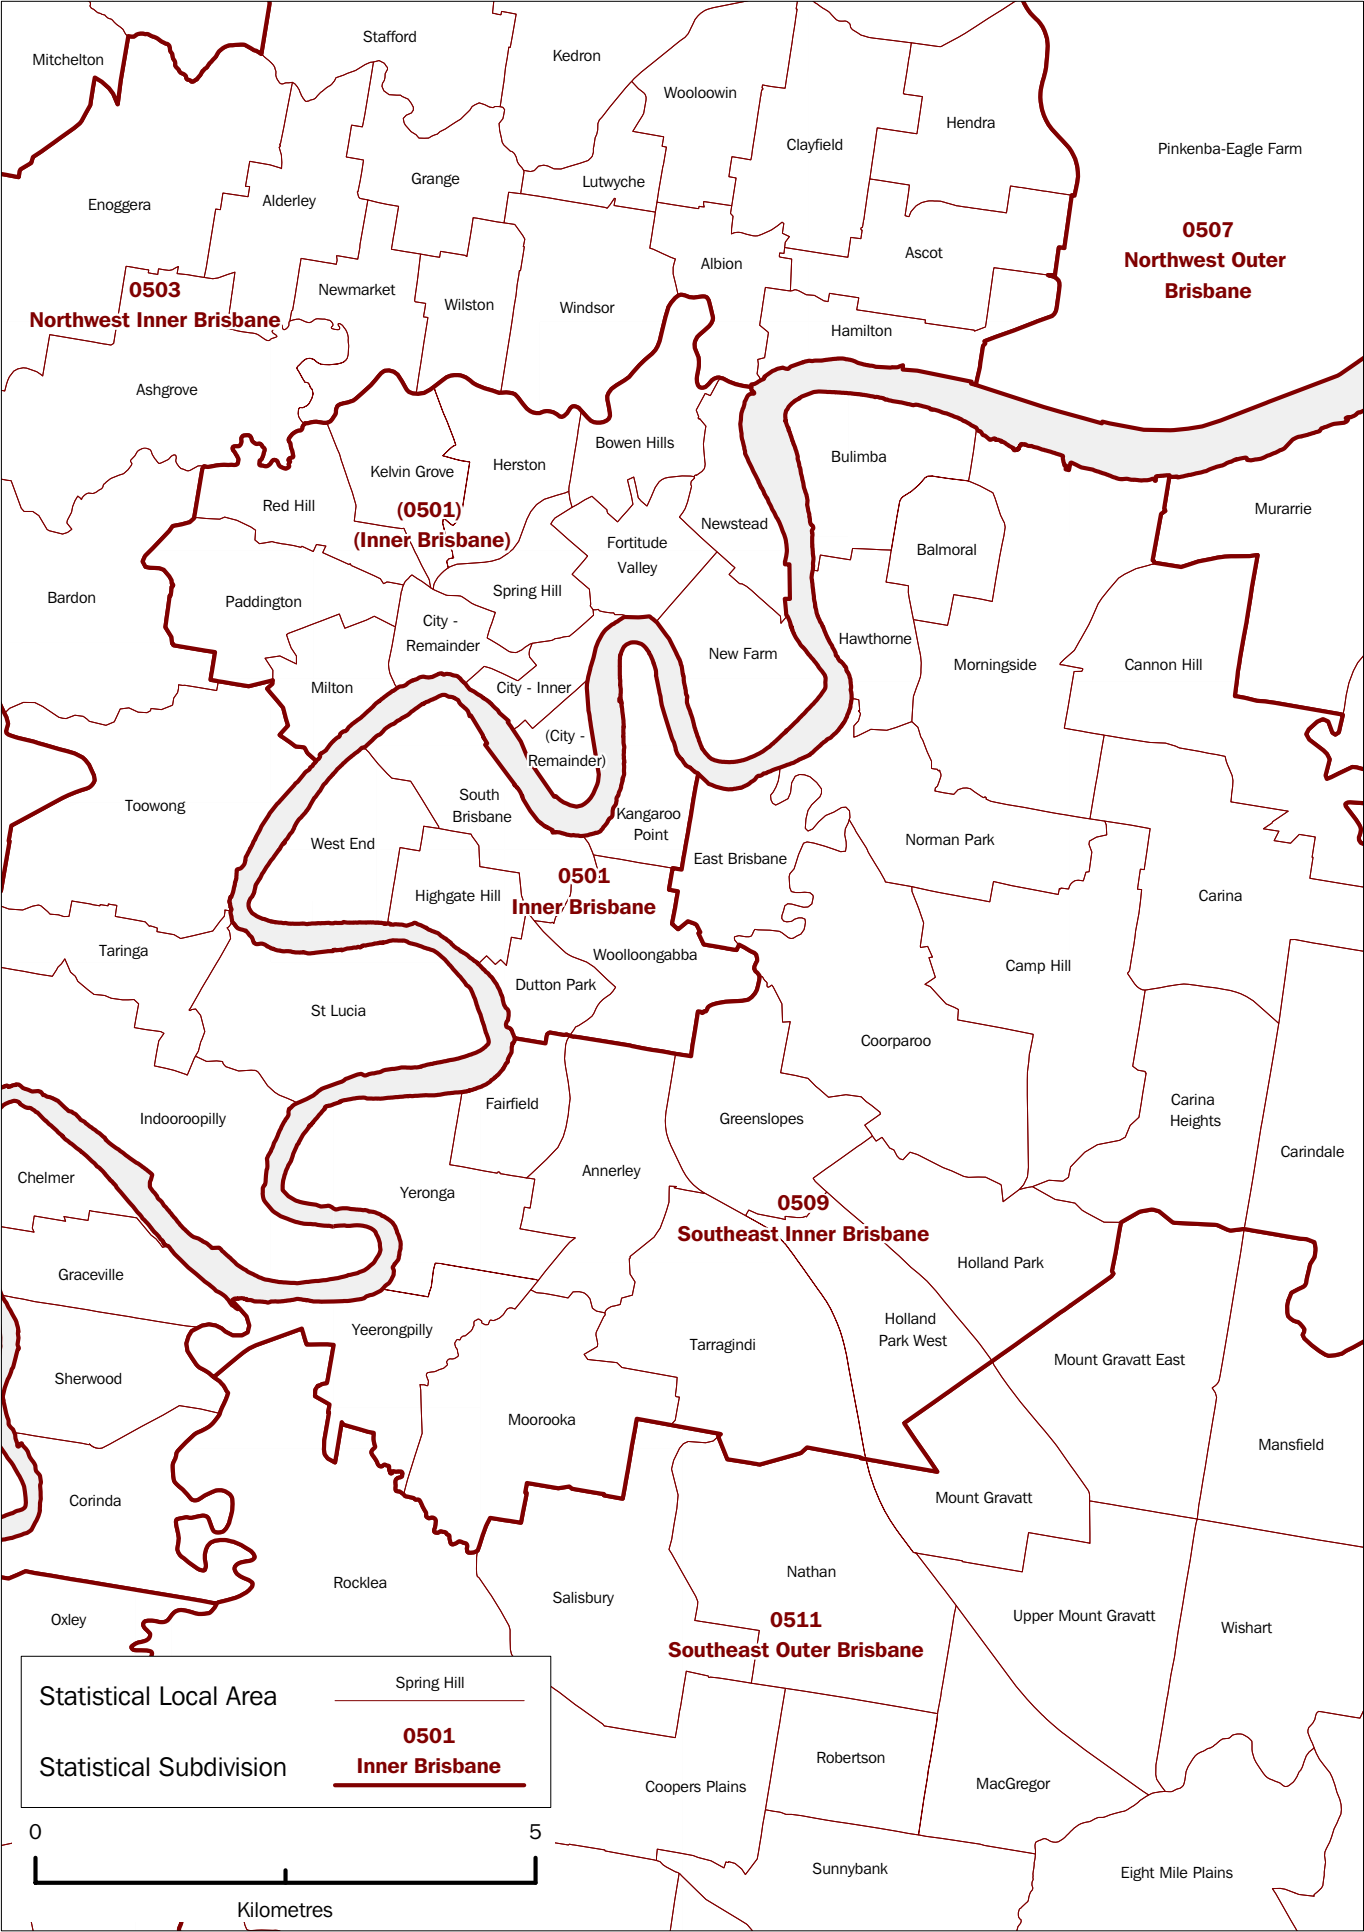 Stafford
Mitchelton
Kedron
Wooloowin
Hendra
Clayfield
Pinkenba-Eagle Farm
Grange
Lutwyche
Enoggera
Alderley
0507
Northwest Outer
Brisbane
Ascot
Albion
0503
Northwest Inner Brisbane
Newmarket
Wilston
Windsor
Hamilton
Ashgrove
Bowen Hills
Bulimba
Kelvin Grove
Herston
Red Hill
(0501)
(Inner Brisbane)
Murarrie
Newstead
Fortitude
Valley
Balmoral
Bardon
Paddington
Spring Hill
City -
Remainder
Hawthorne
New Farm
Morningside
Cannon Hill
Milton
City - Inner
(City -
Remainder)
Toowong
South
Brisbane
Kangaroo
Point
West End
Norman Park
East Brisbane
0501
Inner Brisbane
Highgate Hill
Carina
Taringa
Woolloongabba
Camp Hill
Dutton Park
St Lucia
Coorparoo
Indooroopilly
Fairfield
Greenslopes
Carina
Heights
Carindale
Chelmer
Annerley
Yeronga
0509
Southeast Inner Brisbane
Graceville
Holland Park
Holland
Park West
Yeerongpilly
Tarragindi
Mount Gravatt East
Sherwood
Moorooka
Mansfield
Corinda
Mount Gravatt
Nathan
Rocklea
Salisbury
Oxley
0511
Southeast Outer Brisbane
Upper Mount Gravatt
Wishart
Statistical Local Area
Spring Hill
Statistical Subdivision
0501
Inner Brisbane
Robertson
Coopers Plains
MacGregor
0
5
Kilometres
Sunnybank
Eight Mile Plains